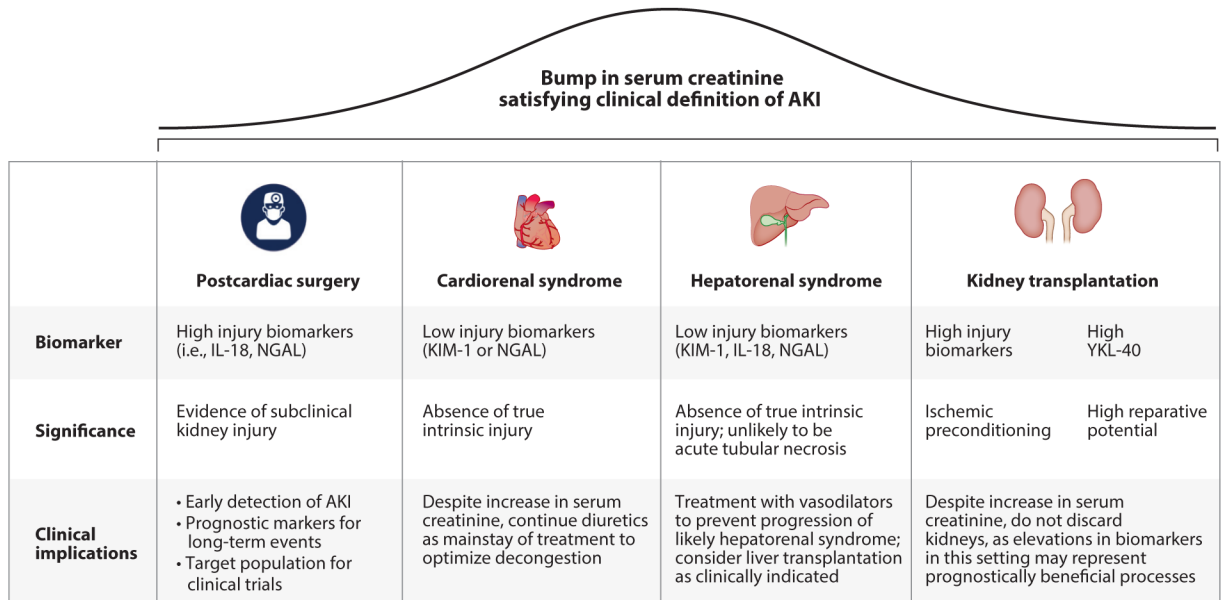 Bump in serum creatinine
satisfying clinical definition of AKI
Postcardiac surgery
Cardiorenal syndrome
Hepatorenal syndrome
Kidney transplantation
Biomarker
High injury biomarkers
(i.e., IL-18, NGAL)
Low injury biomarkers
(KIM-1 or NGAL)
Low injury biomarkers
(KIM-1, IL-18, NGAL)
High injury
biomarkers
High
YKL-40
Significance
Evidence of subclinical
kidney injury
Absence of true
intrinsic injury
Absence of true intrinsic
injury; unlikely to be
acute tubular necrosis
Ischemic
preconditioning
High reparative
potential
Clinical
implications
• Early detection of AKI
• Prognostic markers for
long-term events
• Target population for
clinical trials
Despite increase in serum
creatinine, continue diuretics
as mainstay of treatment to
optimize decongestion
Treatment with vasodilators
to prevent progression of
likely hepatorenal syndrome;
consider liver transplantation
as clinically indicated
Despite increase in serum
creatinine, do not discard
kidneys, as elevations in biomarkers
in this setting may represent
prognostically beneficial processes